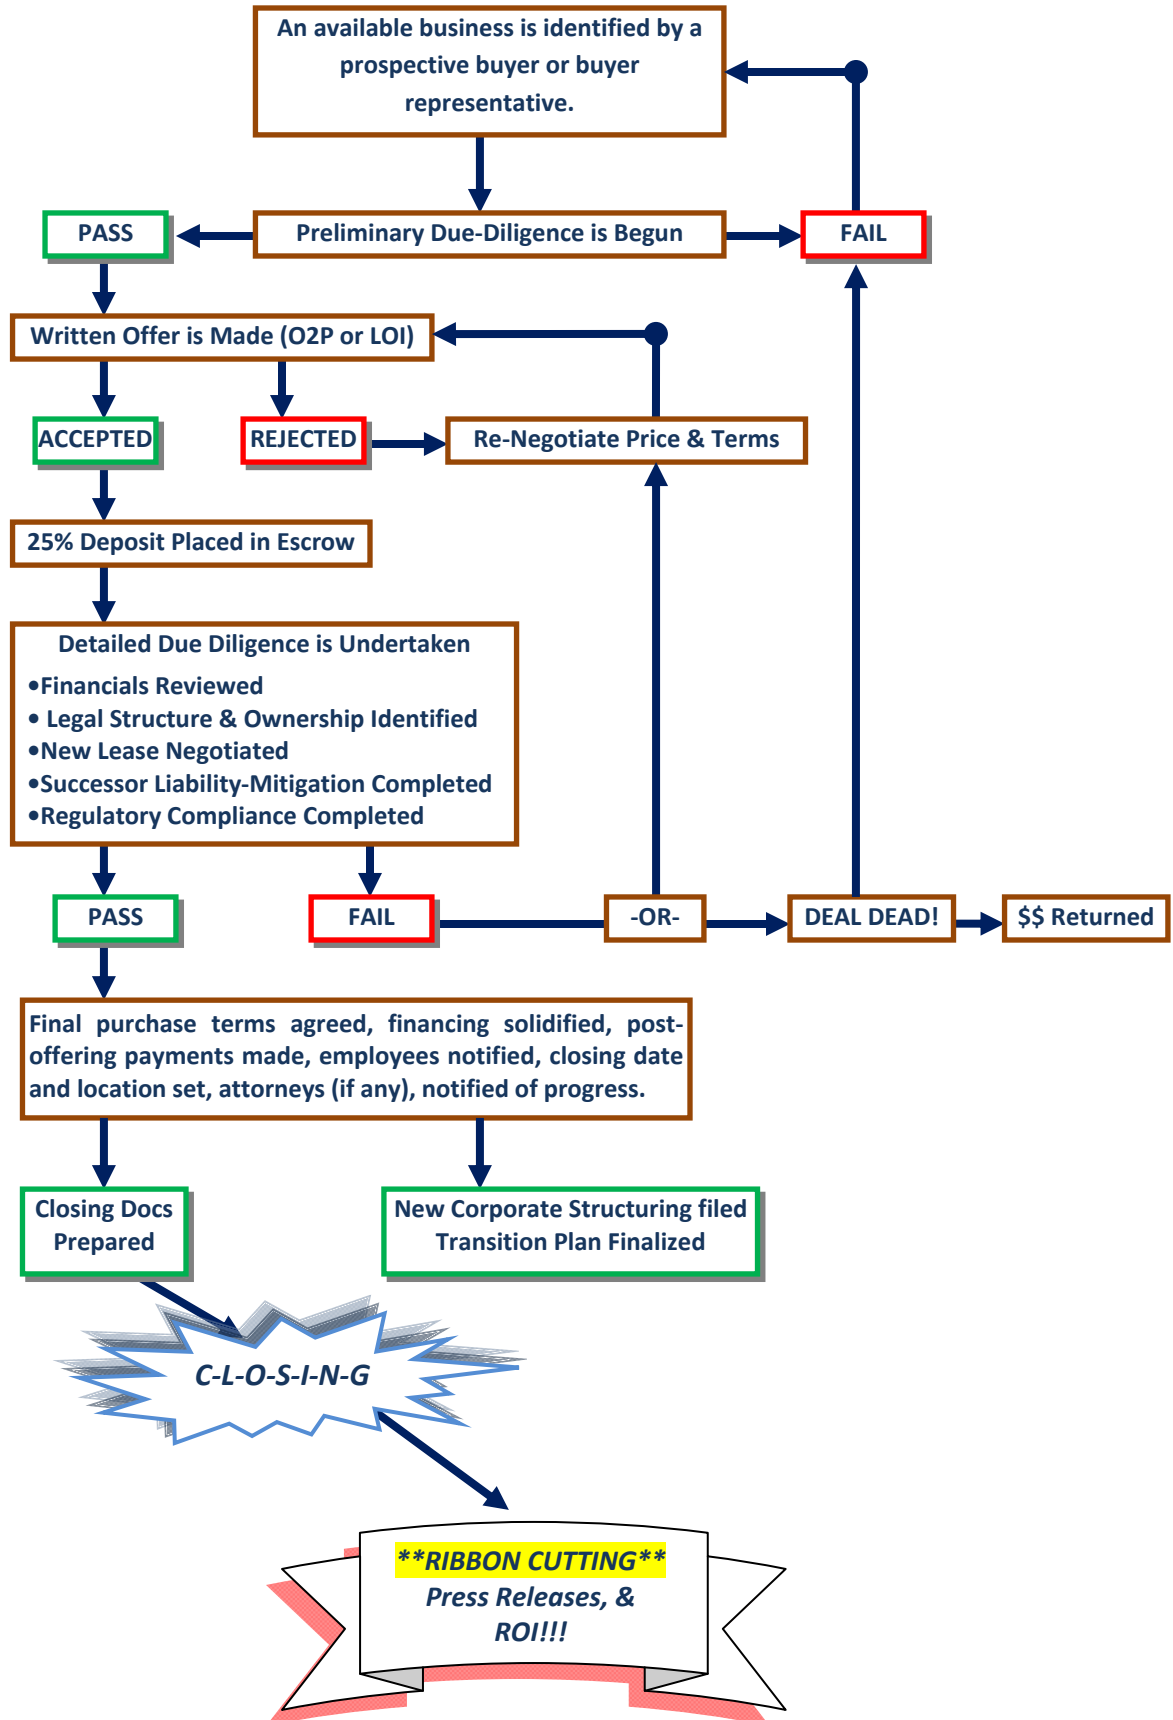 An available business is identified by a
prospective buyer or buyer
representative.
PASS
Preliminary Due-Diligence is Begun
FAIL
Written Offer is Made (O2P or LOI)
ACCEPTED
REJECTED
Re-Negotiate Price & Terms
25% Deposit Placed in Escrow
Detailed Due Diligence is Undertaken
•Financials Reviewed
• Legal Structure & Ownership Identified
•New Lease Negotiated
•Successor Liability-Mitigation Completed
•Regulatory Compliance Completed
PASS
FAIL
-OR-
DEAL DEAD!
$$ Returned
Final purchase terms agreed, financing solidified, post-
offering payments made, employees notified, closing date
and location set, attorneys (if any), notified of progress.
Closing Docs
Prepared
New Corporate Structuring filed
Transition Plan Finalized
C-L-O-S-I-N-G
**RIBBON CUTTING**
Press Releases, &
ROI!!!